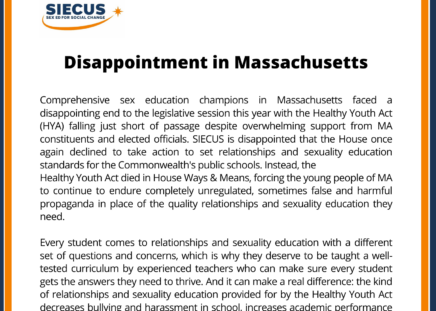 SIECUS
SEX ED FOR SOCIAL CHANGE
Disappointment in Massachusetts
Comprehensive sex education champions in Massachusetts faced a
disappointing end to the legislative session this year with the Healthy Youth Act
(HYA) falling just short of passage despite overwhelming support from MA
constituents and elected officials. SIECUS is disappointed that the House once
again declined to take action to set relationships and sexuality education
standards for the Commonwealth's public schools. Instead, the
Healthy Youth Act died in House Ways & Means, forcing the young people of MA
to continue to endure completely unregulated, sometimes false and harmful
propaganda in place of the quality relationships and sexuality education they
need.
Every student comes to relationships and sexuality education with a different
set of questions and concerns, which is why they deserve to be taught a well-
tested curriculum by experienced teachers who can make sure every student
gets the answers they need to thrive. And it can make a real difference: the kind
of relationships and sexuality education provided for by the Healthy Youth Act
decreases bullying and harassment in school, increases academic performance